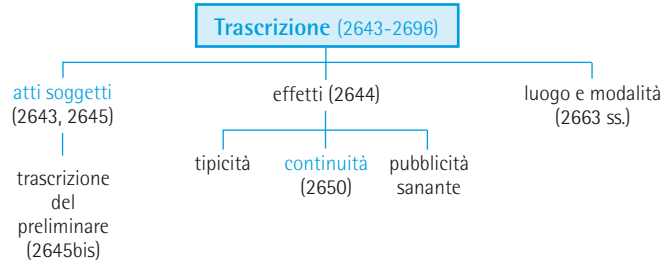 Trascrizione (2643-2696)
atti soggetti
(2643, 2645)
effetti (2644)
luogo e modalità
(2663 ss.)
trascrizione
del
preliminare
(2645bis)
tipicità
continuità
(2650)
pubblicità
sanante